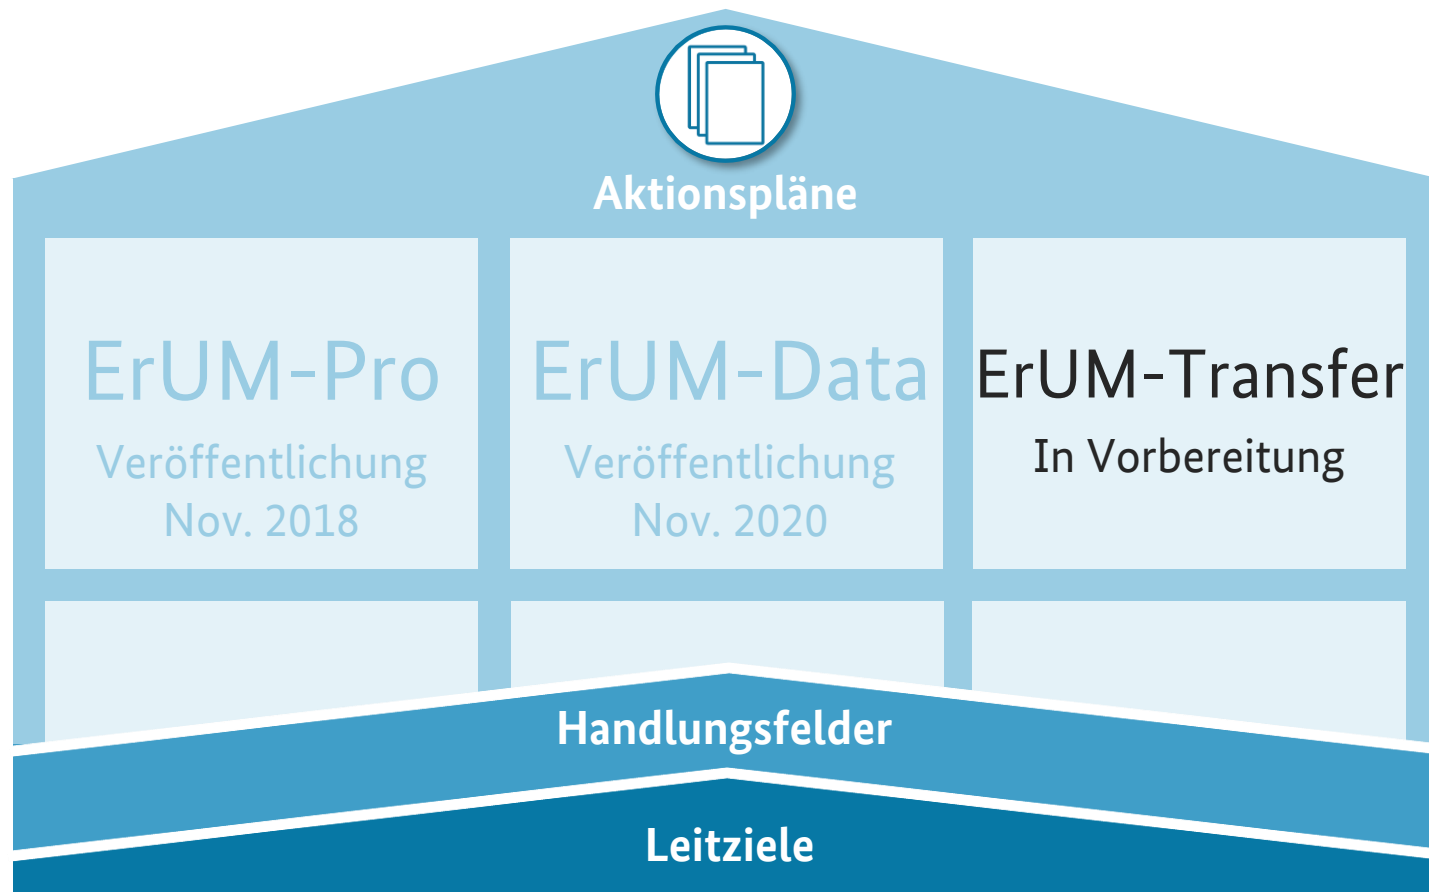 Aktionspläne
ErUM-Pro
Veröffentlichung
Nov. 2018
ErUM-Data
Veröffentlichung
Nov. 2020
ErUM-Transfer
In Vorbereitung
Handlungsfelder
Leitziele